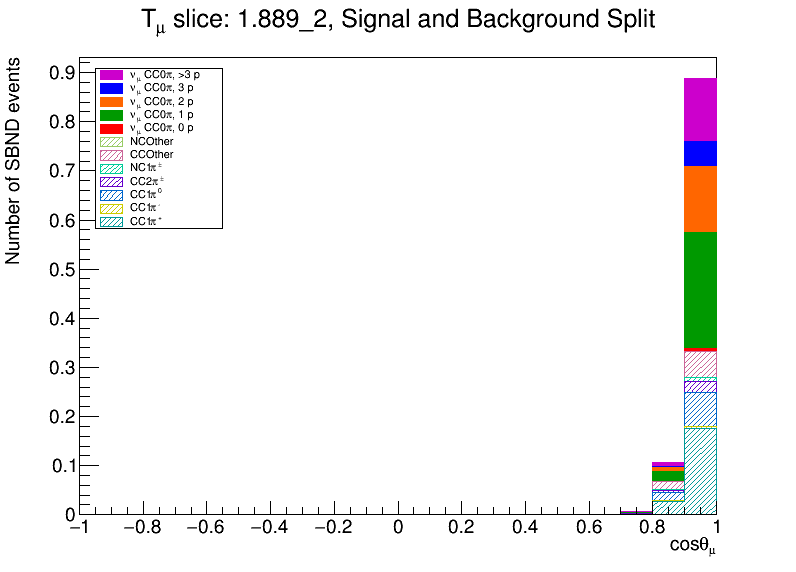 Tμ slice: 1.889_2, Signal and Background Split
Number of SBND events
νμ CC0π, >3 p
νμ CC0π, 3 p
νμ CC0π, 2 p
νμ CC0π, 1 p
νμ CC0π, 0 p
NCOther
CCOther
NC1π±
CC2π±
CC1π⁰
CC1π⁻
CC1π⁺
0.9
0.8
0.7
0.6
0.5
0.4
0.3
0.2
0.1
0
−1 −0.8 −0.6 −0.4 −0.2 0 0.2 0.4 0.6 0.8 1
cosθμ